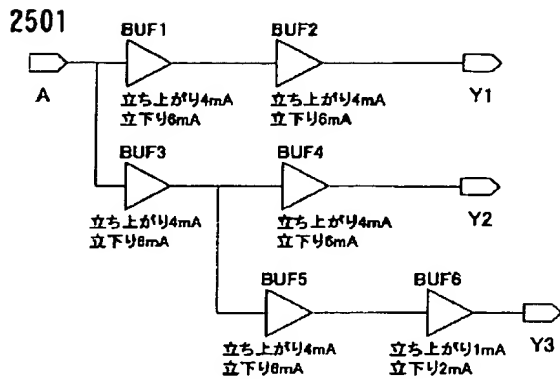 2501
BUF1
BUF2
A
立ち上がり4mA
立下り6mA
立ち上がり4mA
立下り6mA
Y1
BUF3
BUF4
立ち上がり4mA
立下り6mA
立ち上がり4mA
立下り6mA
Y2
BUF5
BUF6
立ち上がり4mA
立下り6mA
立ち上がり1mA
立下り2mA
Y3